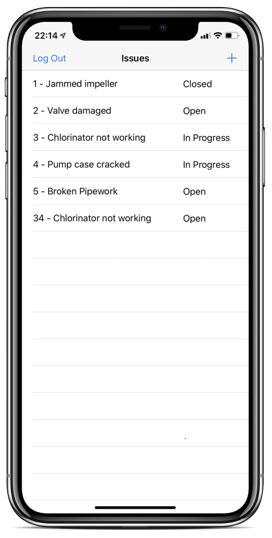 22:14
Log Out Issues +
1 - Jammed impeller Closed
2 - Valve damaged Open
3 - Chlorinator not working In Progress
4 - Pump case cracked In Progress
5 - Broken Pipework Open
34 - Chlorinator not working Open